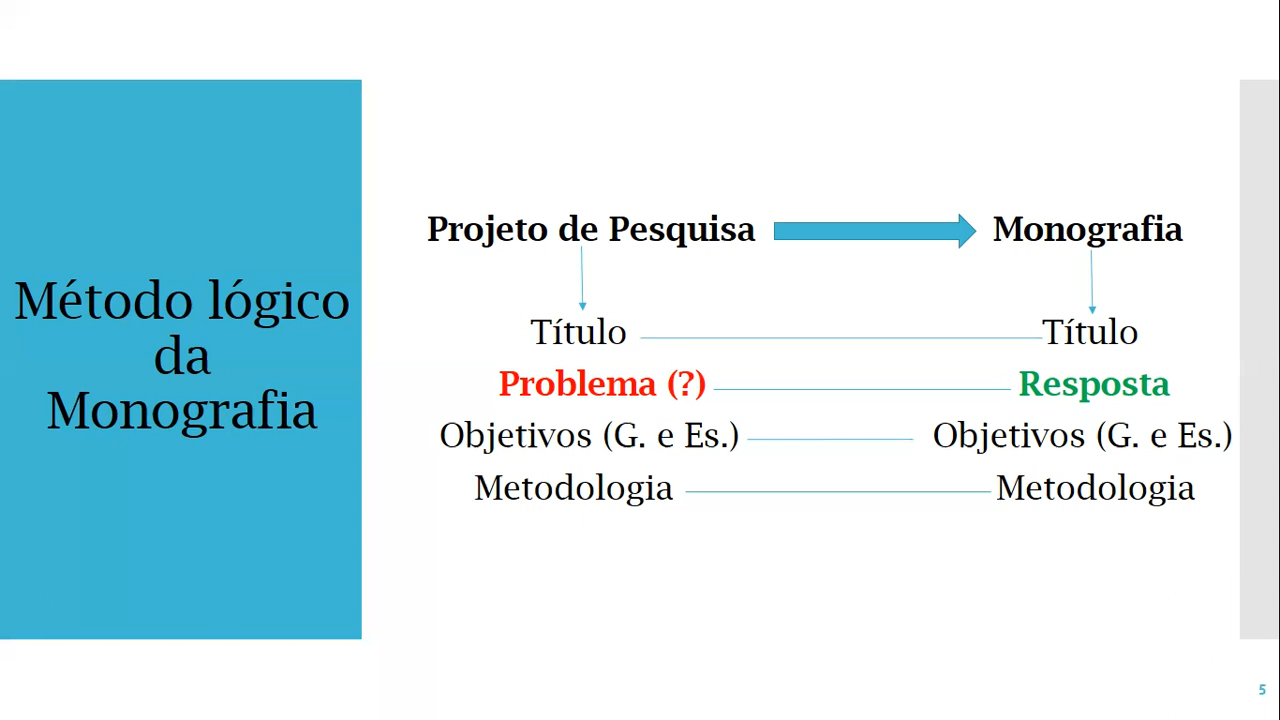 Método lógico
da
Monografia
Projeto de Pesquisa Monografia
Título Título
Problema (?) Resposta
Objetivos (G. e Es.) Objetivos (G. e Es.)
Metodologia Metodologia
5